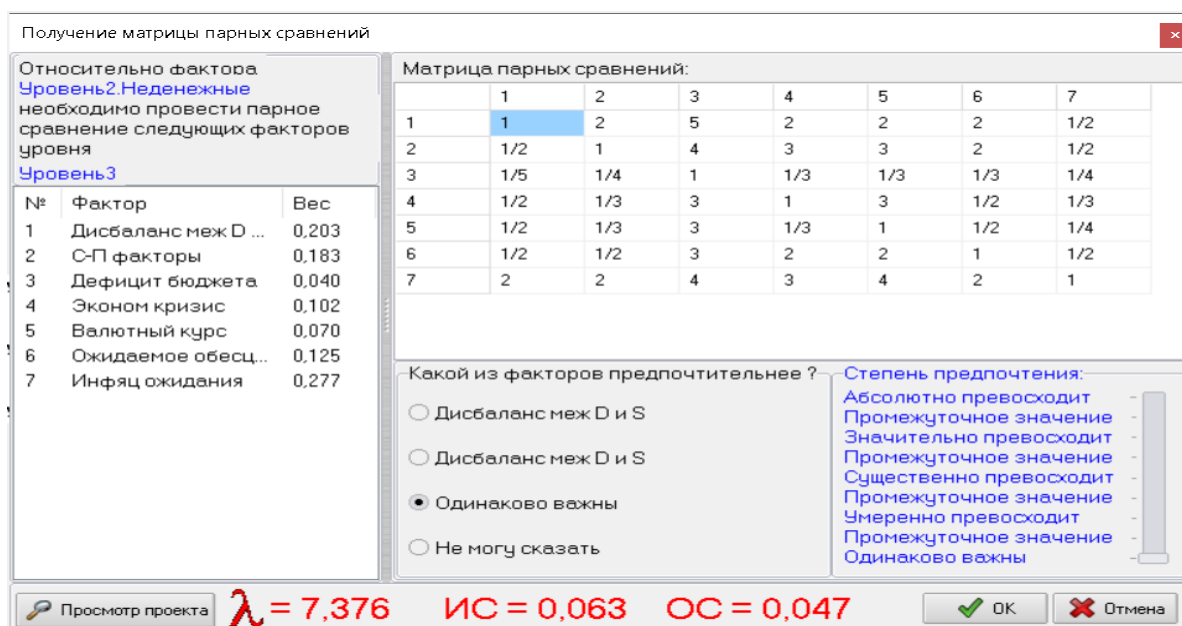 Получение матрицы парных сравнений
Относительно фактора
Уровень2.Неденежные
необходимо провести парное
сравнение следующих факторов
уровня
Уровень3
№ Фактор Вес
1 Дисбаланс меж D ... 0,203
2 С-П факторы 0,183
3 Дефицит бюджета 0,040
4 Эконом кризис 0,102
5 Валютный курс 0,070
6 Ожидаемое обесц... 0,125
7 Инфяц ожидания 0,277
Матрица парных сравнений:
1 2 3 4 5 6 7
1 1 2 5 2 2 2 1/2
2 1/2 1 4 3 3 2 1/2
3 1/5 1/4 1 1/3 1/3 1/3 1/4
4 1/2 1/3 3 1 3 1/2 1/3
5 1/2 1/3 3 1/3 1 1/2 1/4
6 1/2 1/2 3 2 2 1 1/2
7 2 2 4 3 4 2 1
Какой из факторов предпочтительнее ?
Дисбаланс меж D и S
Дисбаланс меж D и S
Одинаково важны
Не могу сказать
Степень предпочтения:
Абсолютно превосходит
Промежуточное значение
Значительно превосходит
Промежуточное значение
Существенно превосходит
Промежуточное значение
Умеренно превосходит
Промежуточное значение
Одинаково важны
Просмотр проекта λ = 7,376 ИС = 0,063 ОС = 0,047 OK Отмена